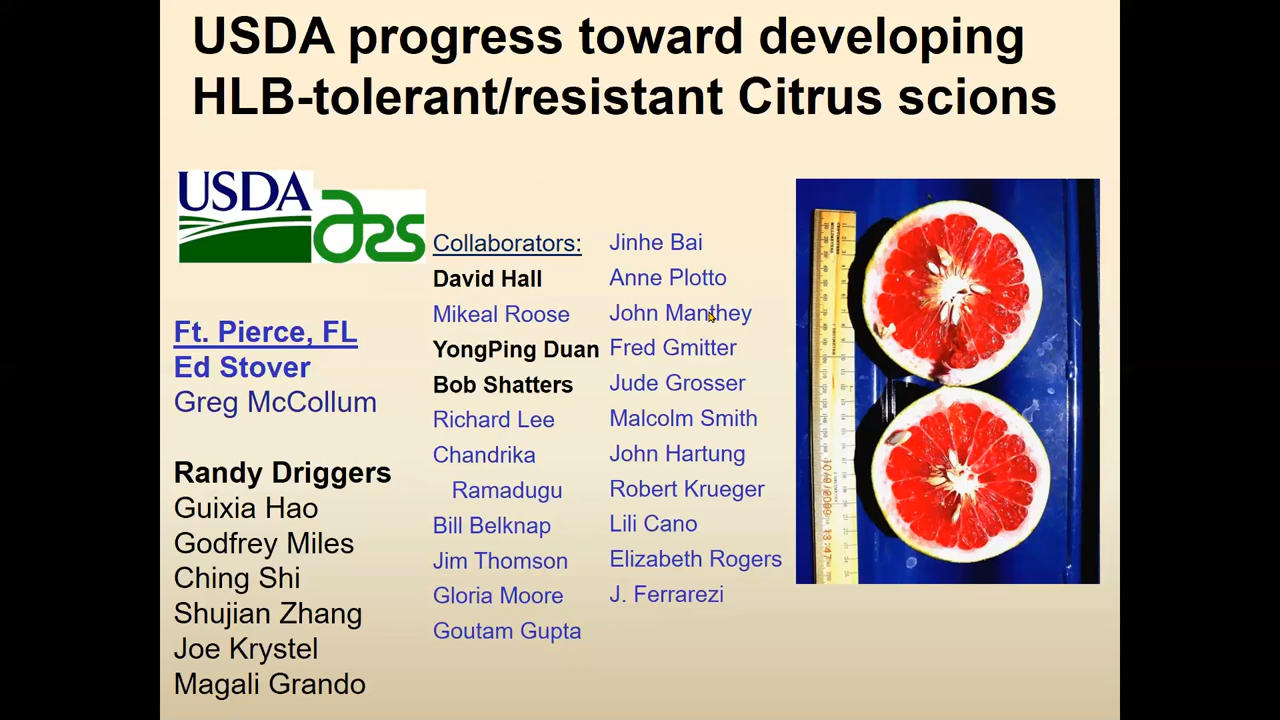 USDA progress toward developing
HLB-tolerant/resistant Citrus scions
USDA
ars
Ft. Pierce, FL
Ed Stover
Greg McCollum
Randy Driggers
Guixia Hao
Godfrey Miles
Ching Shi
Shujian Zhang
Joe Krystel
Magali Grando
Collaborators:
David Hall
Mikeal Roose
YongPing Duan
Bob Shatters
Richard Lee
Chandrika
Ramadugu
Bill Belknap
Jim Thomson
Gloria Moore
Goutam Gupta
Jinhe Bai
Anne Plotto
John Manthey
Fred Gmitter
Jude Grosser
Malcolm Smith
John Hartung
Robert Krueger
Lili Cano
Elizabeth Rogers
J. Ferrarezi